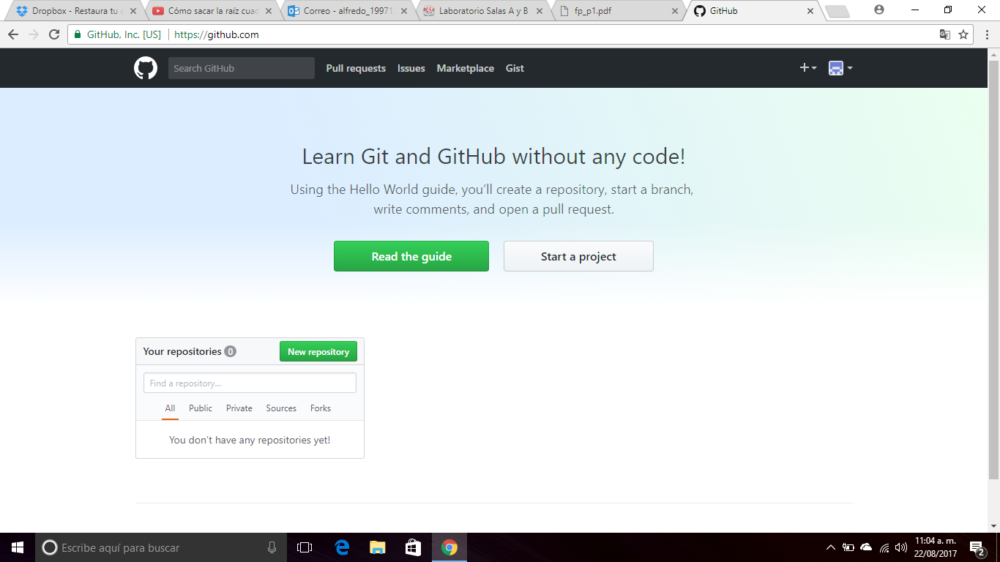 Dropbox - Restaura tu c
Cómo sacar la raíz cuad
Correo - alfredo_19971
Laboratorio Salas A y B
fp_p1.pdf
GitHub
GitHub, Inc. [US]
https://github.com
Search GitHub
Pull requests
Issues
Marketplace
Gist
Learn Git and GitHub without any code!
Using the Hello World guide, you’ll create a repository, start a branch,
write comments, and open a pull request.
Read the guide
Start a project
Your repositories 0
New repository
Find a repository...
All
Public
Private
Sources
Forks
You don’t have any repositories yet!
Escribe aquí para buscar
11:04 a. m.
22/08/2017
2